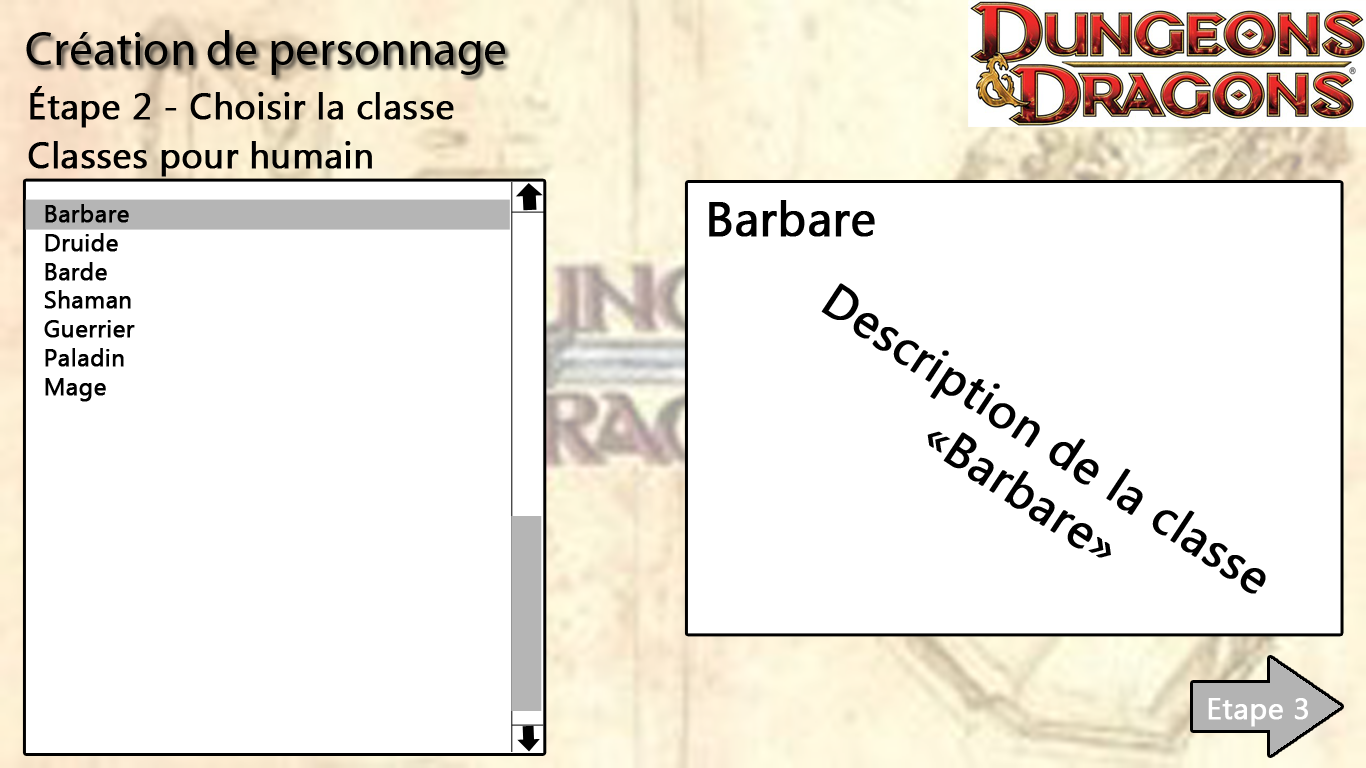 Création de personnage
Étape 2 - Choisir la classe
Classes pour humain
DUNGEONS
& DRAGONS®
Barbare
Druide
Barde
Shaman
Guerrier
Paladin
Mage
Barbare
Description de la classe
«Barbare»
Etape 3